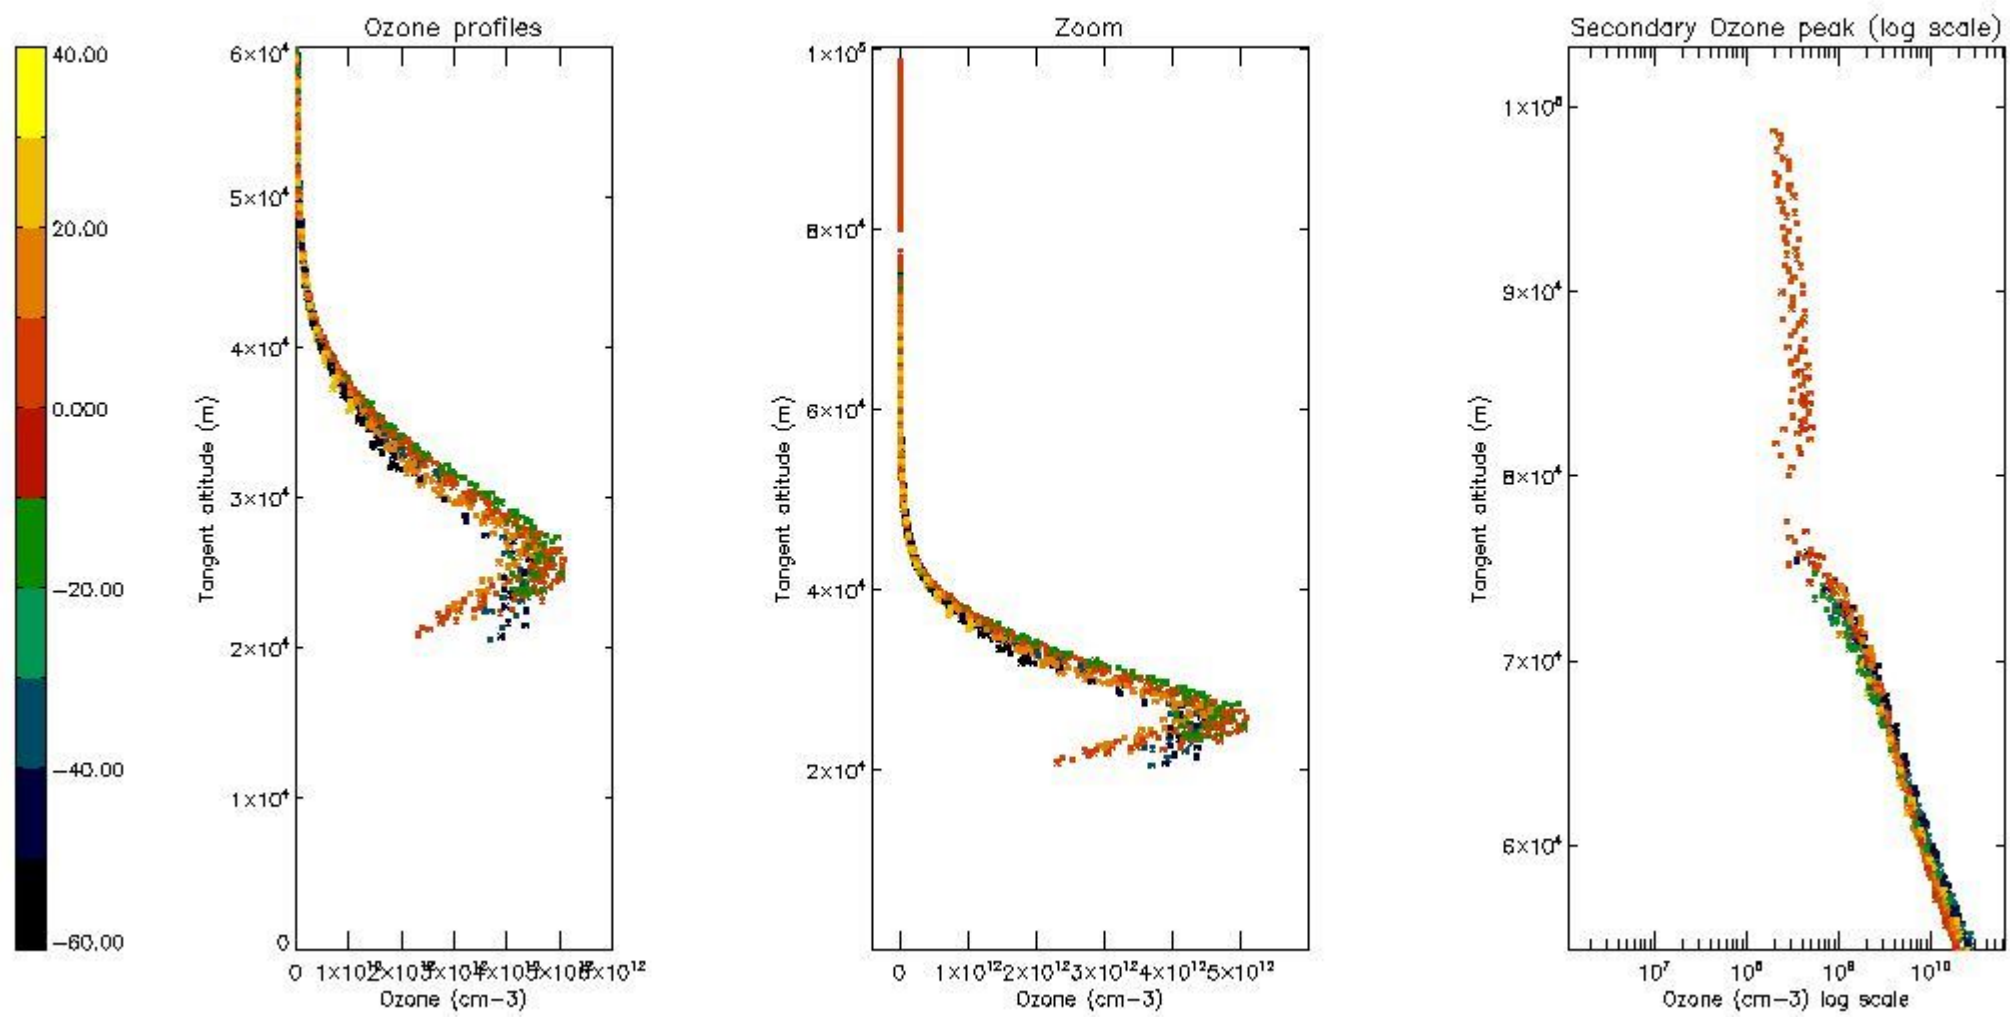 Ozone profiles
Zoom
Secondary Ozone peak (log scale)
40.00
20.00
0.000
-20.00
-40.00
-60.00
6×10⁴
5×10⁴
4×10⁴
3×10⁴
2×10⁴
1×10⁴
0
Tangent altitude (m)
0
Ozone (cm-3)
1×10⁵
8×10⁴
6×10⁴
4×10⁴
2×10⁴
Tangent altitude (m)
0 1×10¹² 2×10¹² 3×10¹² 4×10¹² 5×10¹²
Ozone (cm-3)
9×10⁴
8×10⁴
7×10⁴
6×10⁴
Tangent altitude (m)
10⁷ 10⁸ 10⁹ 10¹⁰
Ozone (cm-3) log scale